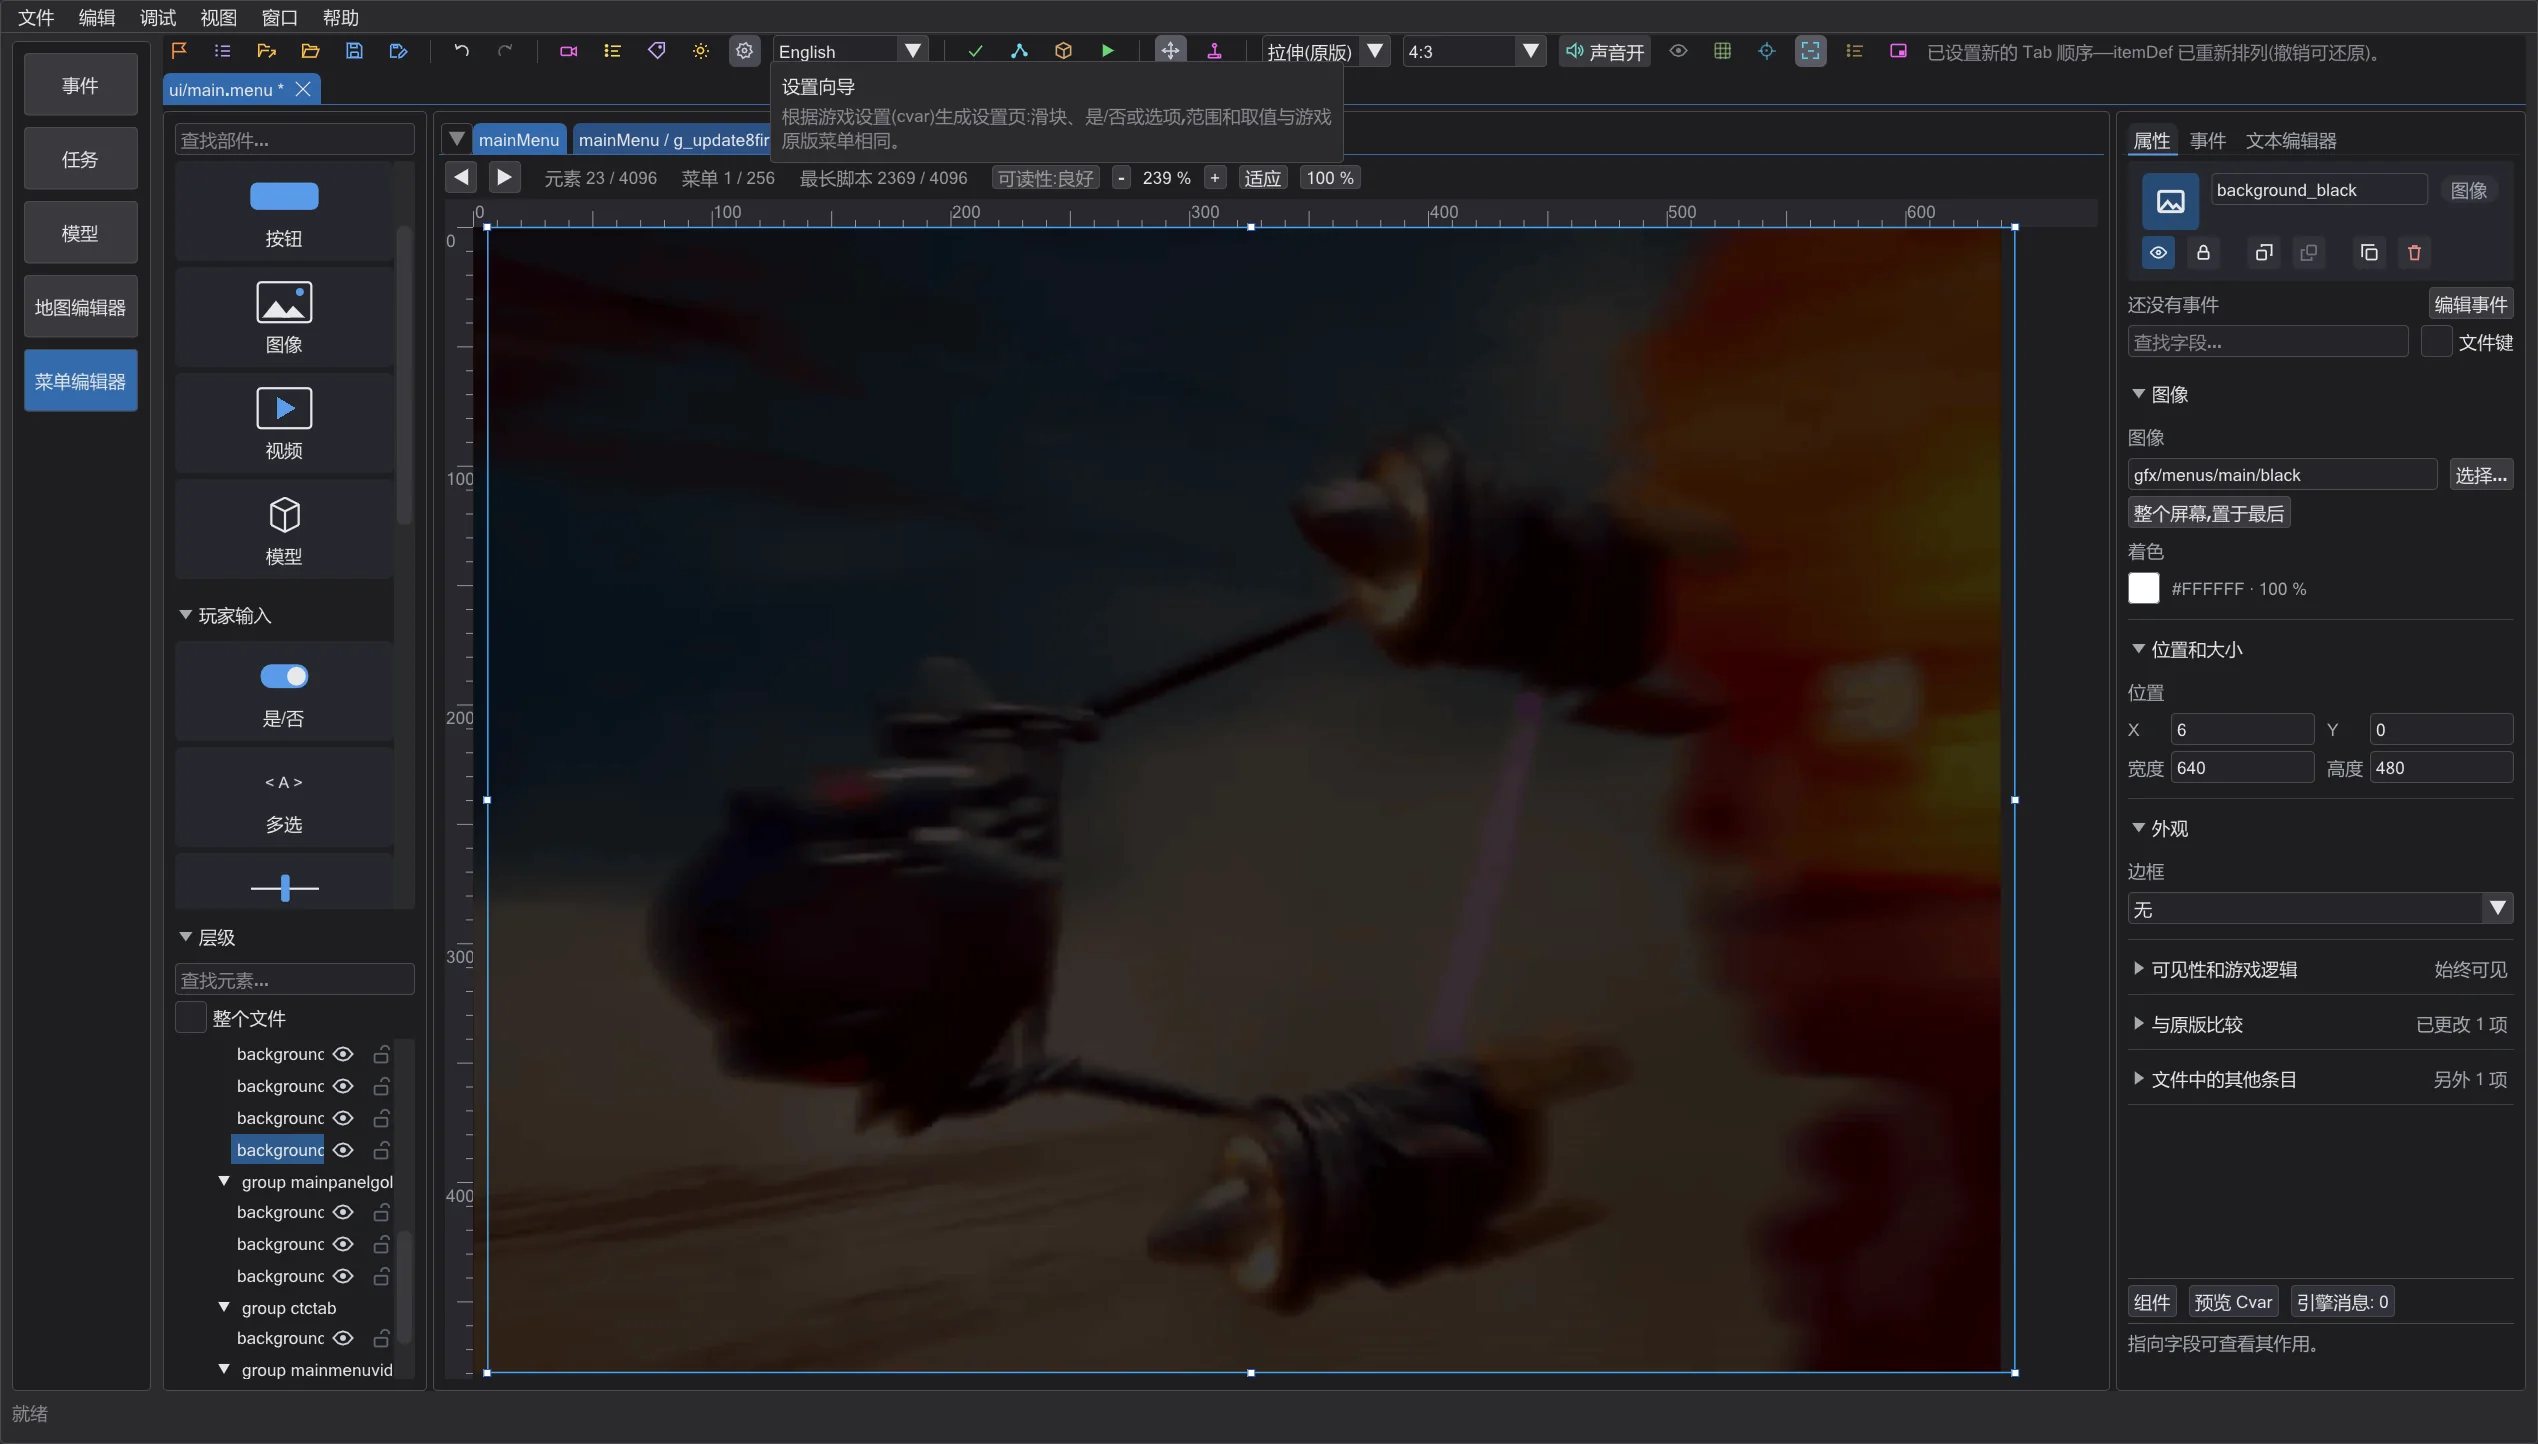 文件 编辑 调试 视图 窗口 帮助
English 拉伸(原版) 4:3 声音开 已设置新的 Tab 顺序—itemDef 已重新排列(撤销可还原)。
ui/main.menu *
设置向导
根据游戏设置(cvar)生成设置页:滑块、是/否或选项,范围和取值与游戏
原版菜单相同。
事件
任务
模型
地图编辑器
菜单编辑器
查找部件...
按钮
图像
视频
模型
玩家输入
是/否
< A >
多选
层级
查找元素...
整个文件
background
background
background
background
group mainpanelgol
background
background
background
group ctctab
background
group mainmenuvid
mainMenu mainMenu / g_update8fir
元素 23 / 4096 菜单 1 / 256 最长脚本 2369 / 4096 可读性:良好 - 239 % + 适应 100 %
0 100 200 300 400 500 600
0
100
200
300
400
属性 事件 文本编辑器
background_black 图像
还没有事件 编辑事件
查找字段... 文件键
图像
图像
gfx/menus/main/black 选择...
整个屏幕,置于最后
着色
#FFFFFF · 100 %
位置和大小
位置
X 6 Y 0
宽度 640 高度 480
外观
边框
无
可见性和游戏逻辑 始终可见
与原版比较 已更改 1 项
文件中的其他条目 另外 1 项
组件 预览 Cvar 引擎消息: 0
指向字段可查看其作用。
就绪